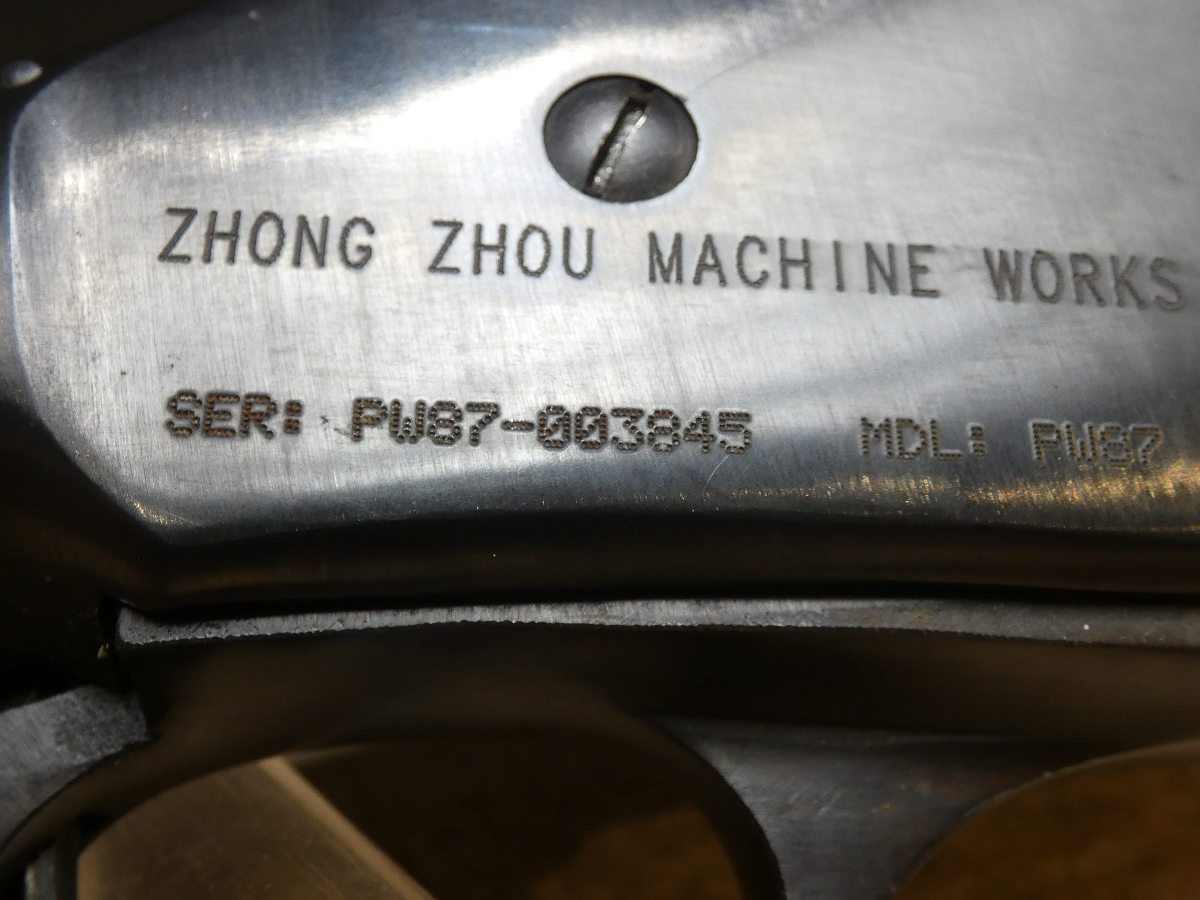 ZHONG ZHOU MACHINE WORKS
SER: PW87-003845 MDL: PW87